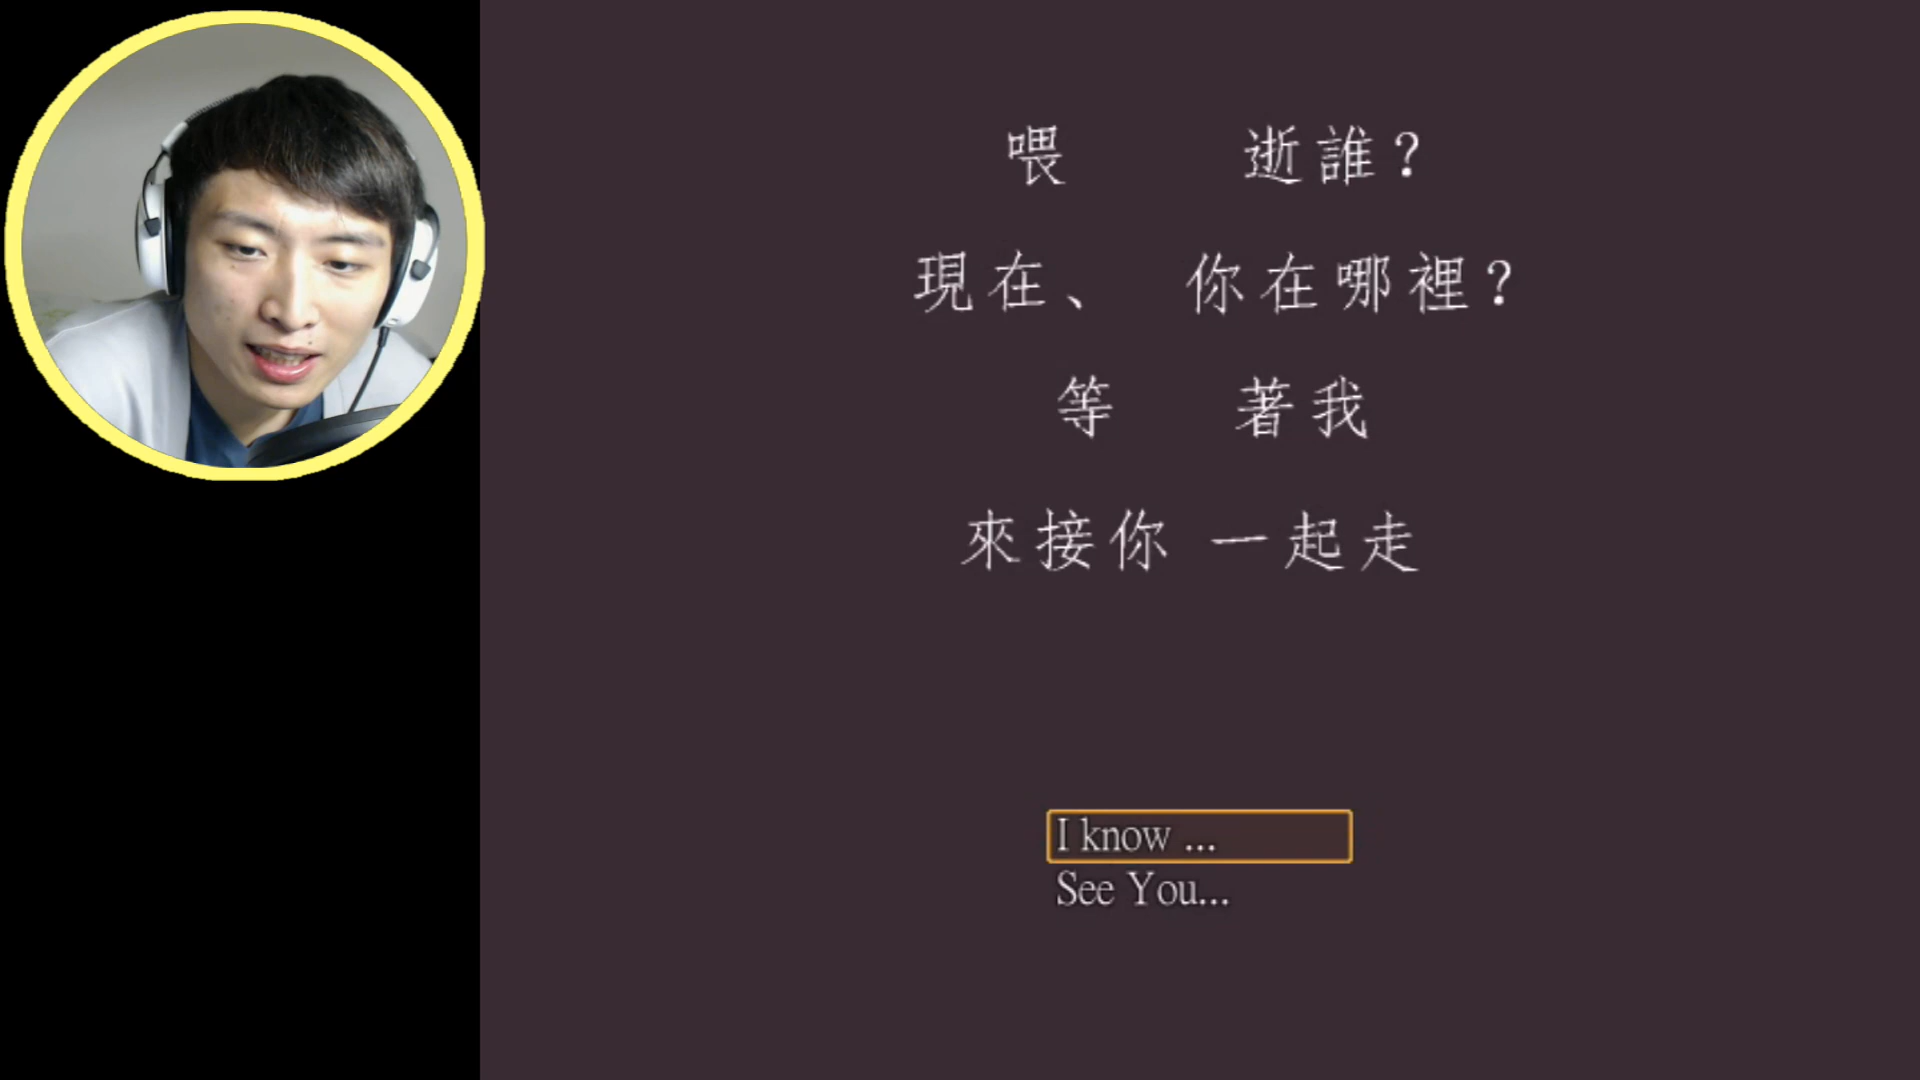 喂 逝誰？
現在、 你在哪裡？
等 著我
來接你 一起走
I know ...
See You...